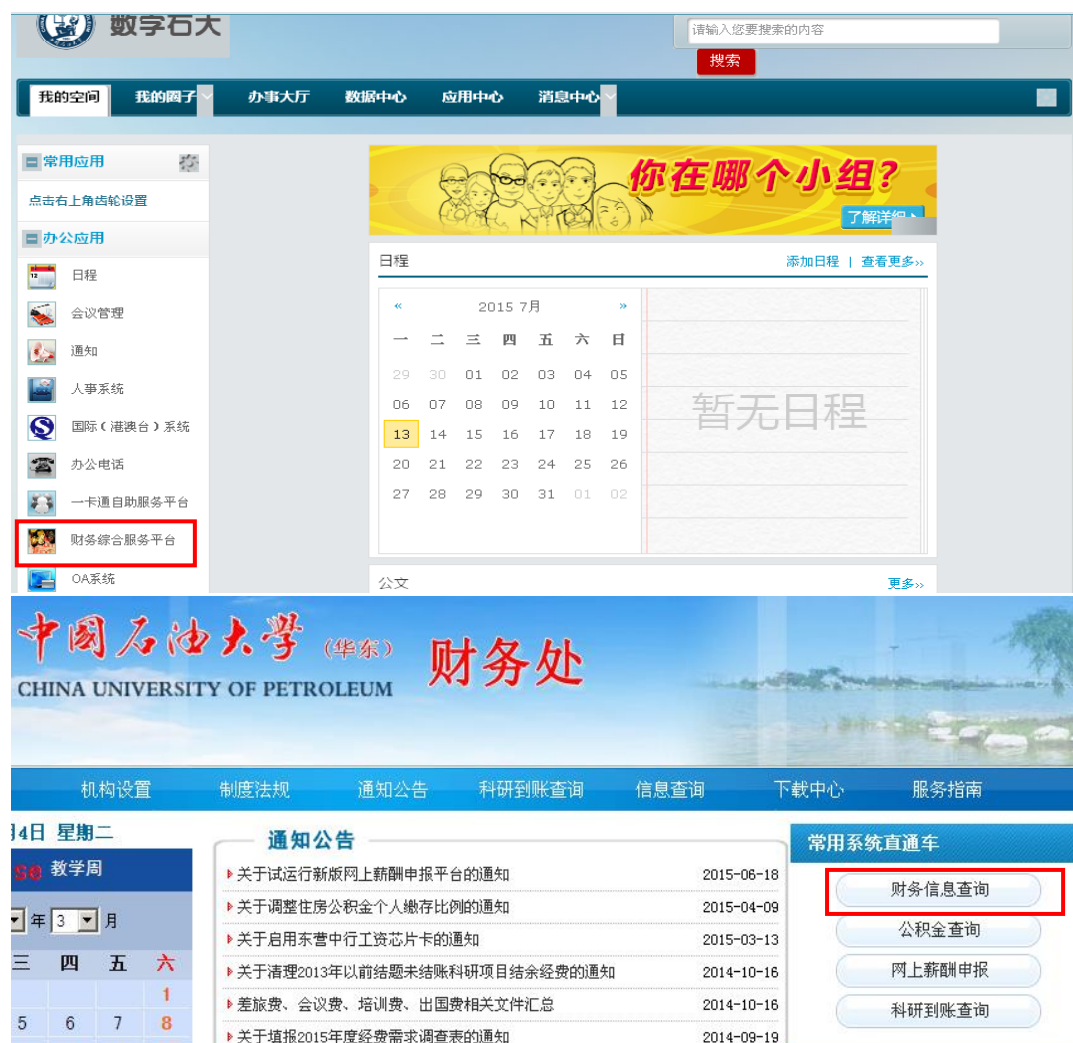 数字石大
请输入您要搜索的内容
搜索
我的空间 我的圈子 办事大厅 数据中心 应用中心 消息中心
常用应用
点击右上角齿轮设置
办公应用
日程
会议管理
通知
人事系统
国际(港澳台)系统
办公电话
一卡通自助服务平台
财务综合服务平台
OA系统
你在哪个小组?
了解详细
日程 添加日程 | 查看更多»
« 2015 7月 »
一 二 三 四 五 六 日
29 30 01 02 03 04 05
06 07 08 09 10 11 12
13 14 15 16 17 18 19
20 21 22 23 24 25 26
27 28 29 30 31 01 02
暂无日程
公文 更多»
中國石油大学 (华东) 财务处
CHINA UNIVERSITY OF PETROLEUM
机构设置 制度法规 通知公告 科研到账查询 信息查询 下载中心 服务指南
月4日 星期二
教学周
年 3 月
三 四 五 六
1
5 6 7 8
通知公告
关于试运行新版网上薪酬申报平台的通知 2015-06-18
关于调整住房公积金个人缴存比例的通知 2015-04-09
关于启用东营中行工资芯片卡的通知 2015-03-13
关于清理2013年以前结题未结账科研项目结余经费的通知 2014-10-16
差旅费、会议费、培训费、出国费相关文件汇总 2014-10-16
关于填报2015年度经费需求调查表的通知 2014-09-19
常用系统直通车
财务信息查询
公积金查询
网上薪酬申报
科研到账查询